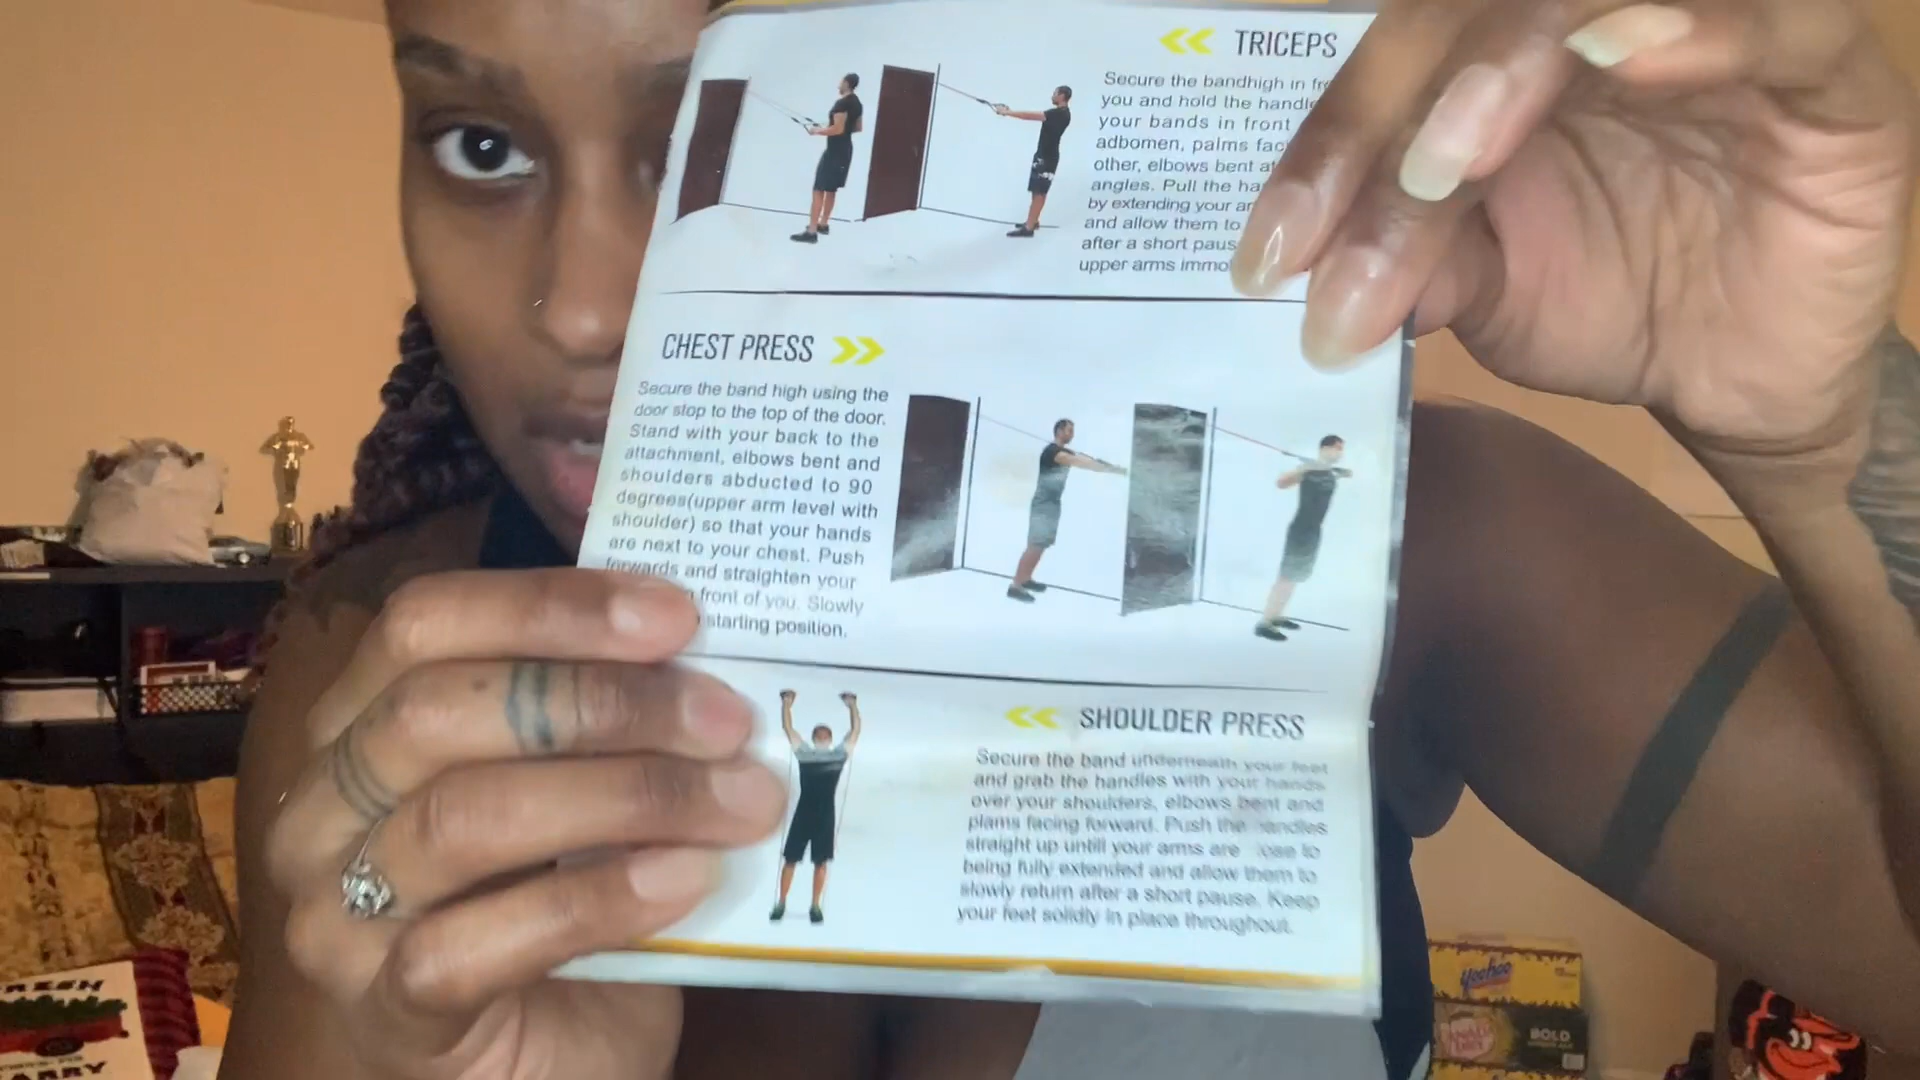 TRICEPS
Secure the bandhigh in
you and hold the
your bands in front
adbomen, palms
other, elbows bent
angles. Pull the
by extending your
and allow them to
after a short
upper arms
CHEST PRESS
Secure the band high using the
door stop to the top of the door.
Stand with your back to the
attachment, elbows bent and
shoulders abducted to 90
degrees(upper arm level with
shoulder) so that your hands
are next to your chest. Push
forwards and straighten your
front of you. Slowly
starting position.
SHOULDER PRESS
Secure the band underneath your feet
and grab the handles with your hands
over your shoulders, elbows bent and
plams facing forward. Push the handles
straight up untill your arms are to
being fully extended and allow them to
slowly return after a short pause. Keep
your feet solidly in place throughout.
Yoohoo
BOLD